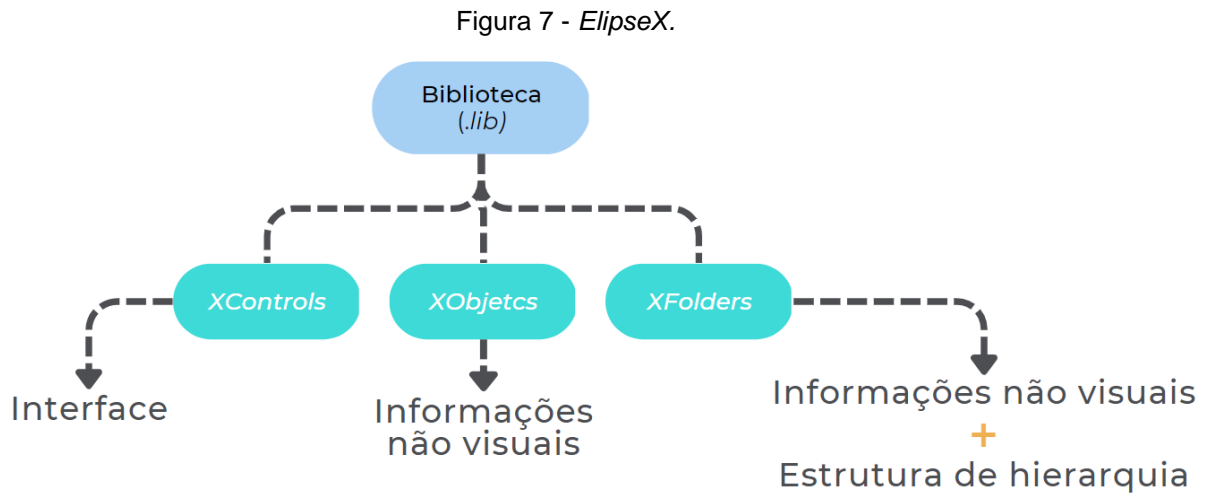 Figura 7 - ElipseX.
Biblioteca
(.lib)
XControls
XObjetcs
XFolders
Interface
Informações
não visuais
Informações não visuais
+
Estrutura de hierarquia